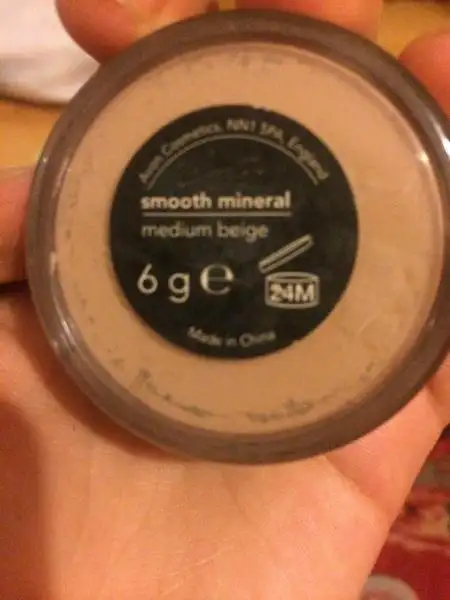 Avon Cosmetics, NN1 5PA, England
smooth mineral
medium beige
6 g ℮
24M
Made in China